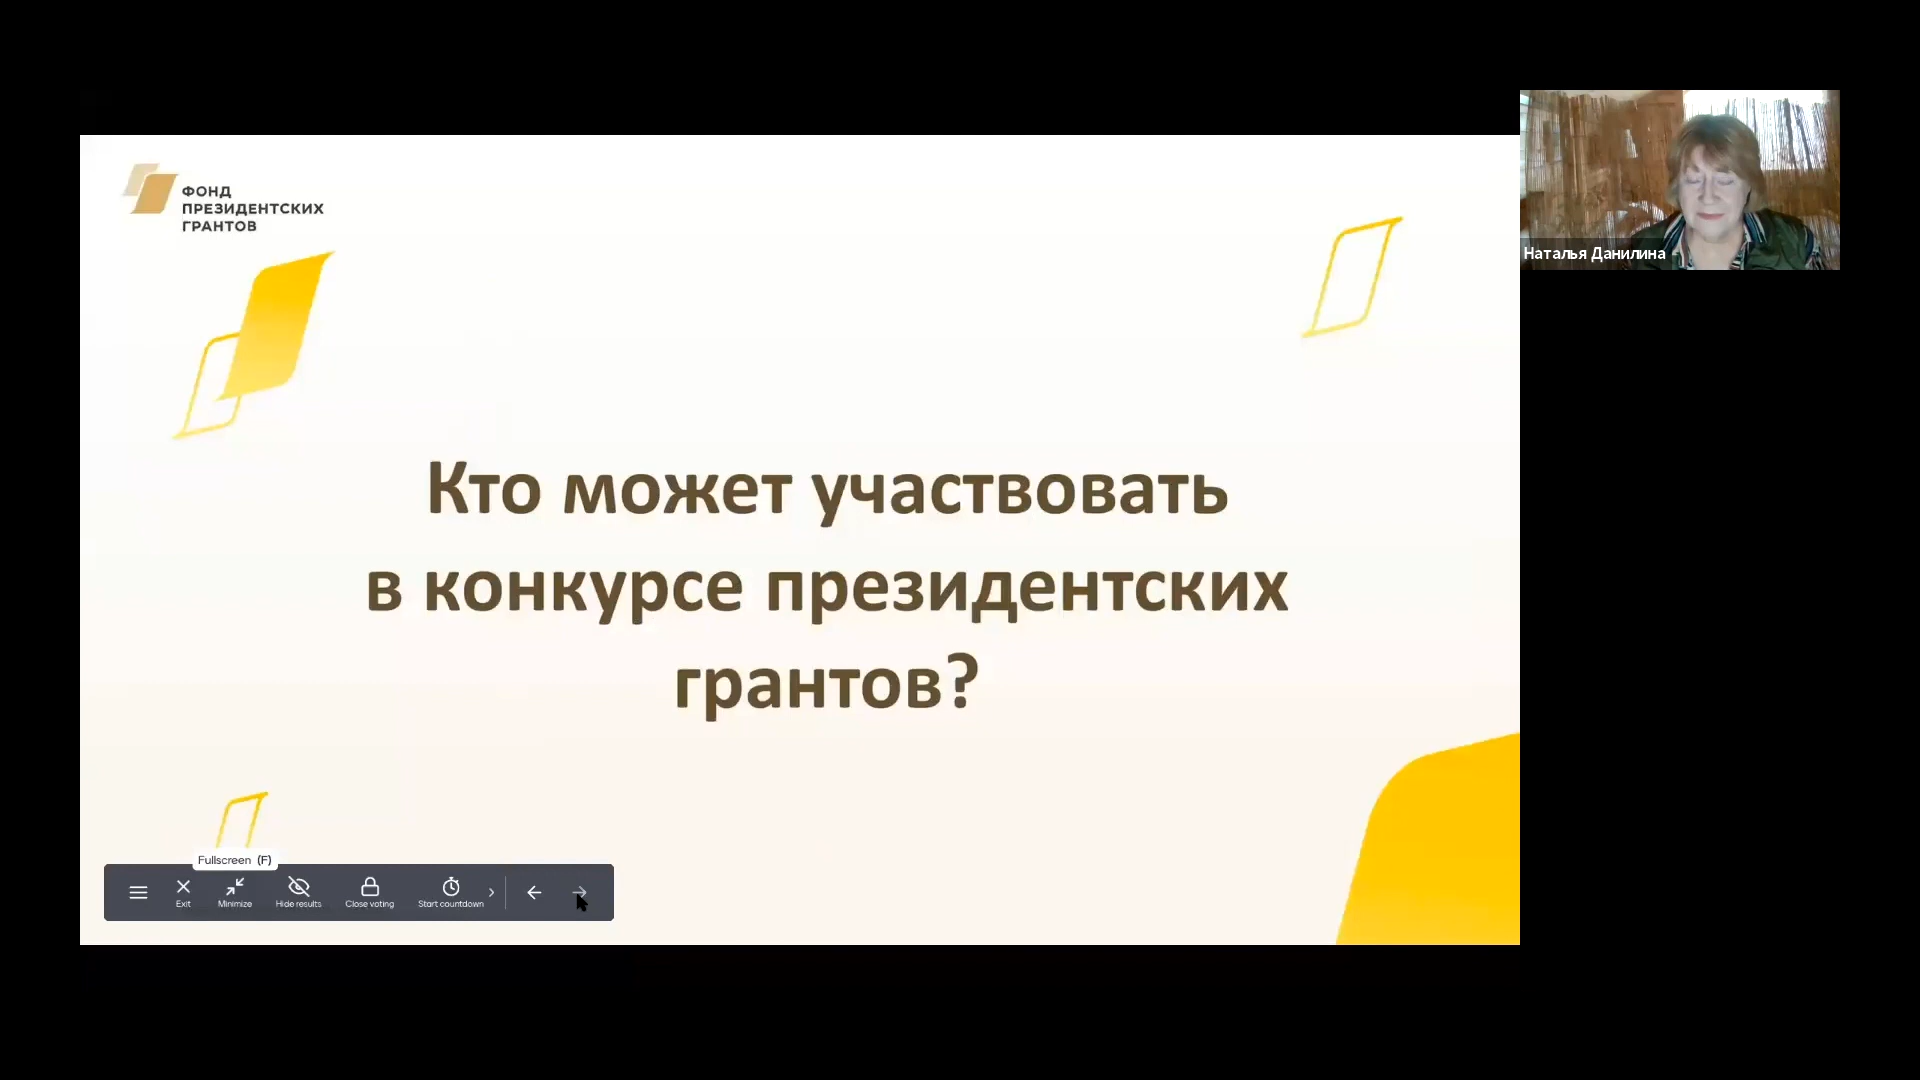 ФОНД
ПРЕЗИДЕНТСКИХ
ГРАНТОВ
Наталья Данилина
Кто может участвовать
в конкурсе президентских
грантов?
Fullscreen (F)
Exit
Minimize
Hide results
Close voting
Start countdown